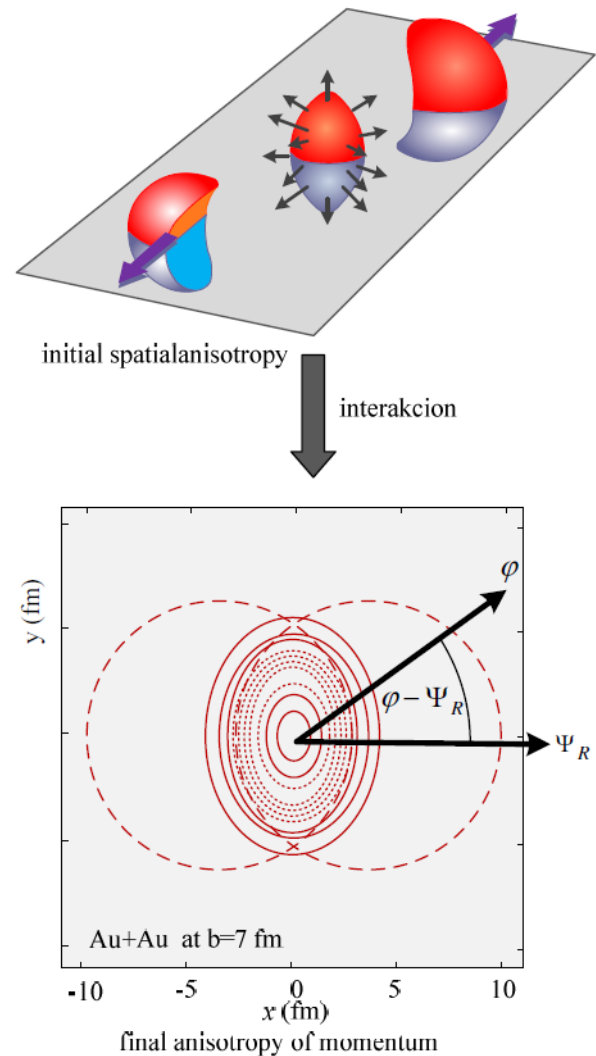 initial spatialanisotropy
interakcion
y (fm)
φ
φ − Ψ_R
Ψ_R
Au+Au at b=7 fm
-10 -5 0 5 10
x (fm)
final anisotropy of momentum